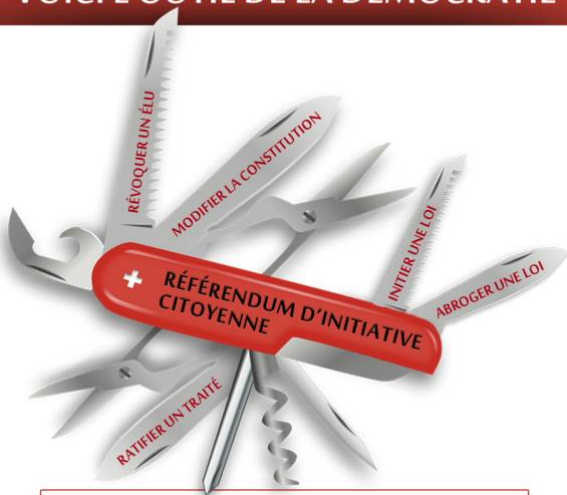 VOICI L'OUTIL DE LA DÉMOCRATIE
RÉVOQUER UN ÉLU
MODIFIER LA CONSTITUTION
INITIER UNE LOI
ABROGER UNE LOI
RÉFÉRENDUM D'INITIATIVE
CITOYENNE
RATIFIER UN TRAITÉ